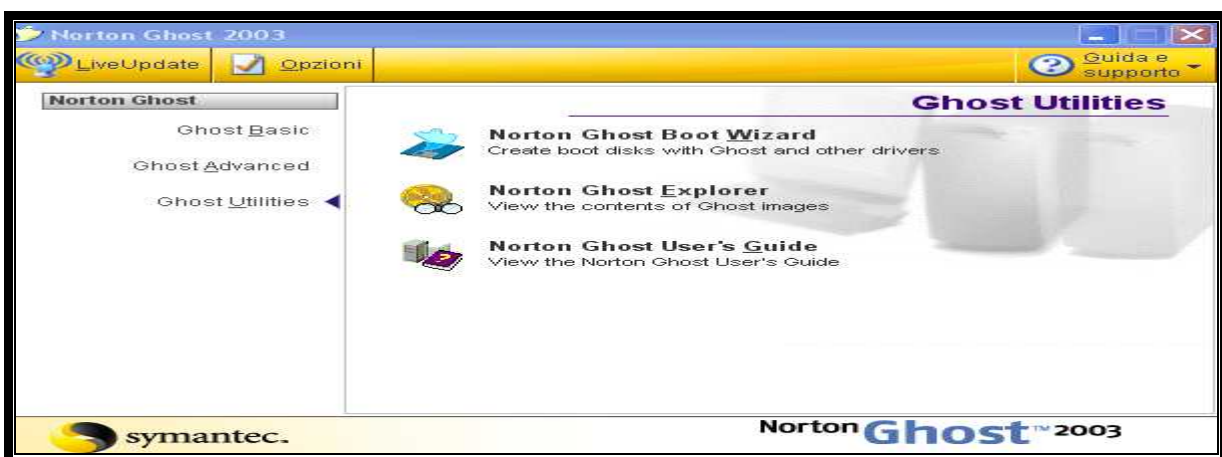 Norton Ghost 2003
LiveUpdate
Opzioni
Guida e
supporto
Norton Ghost
Ghost Basic
Ghost Advanced
Ghost Utilities
Ghost Utilities
Norton Ghost Boot Wizard
Create boot disks with Ghost and other drivers
Norton Ghost Explorer
View the contents of Ghost images
Norton Ghost User's Guide
View the Norton Ghost User's Guide
symantec.
Norton Ghost™ 2003